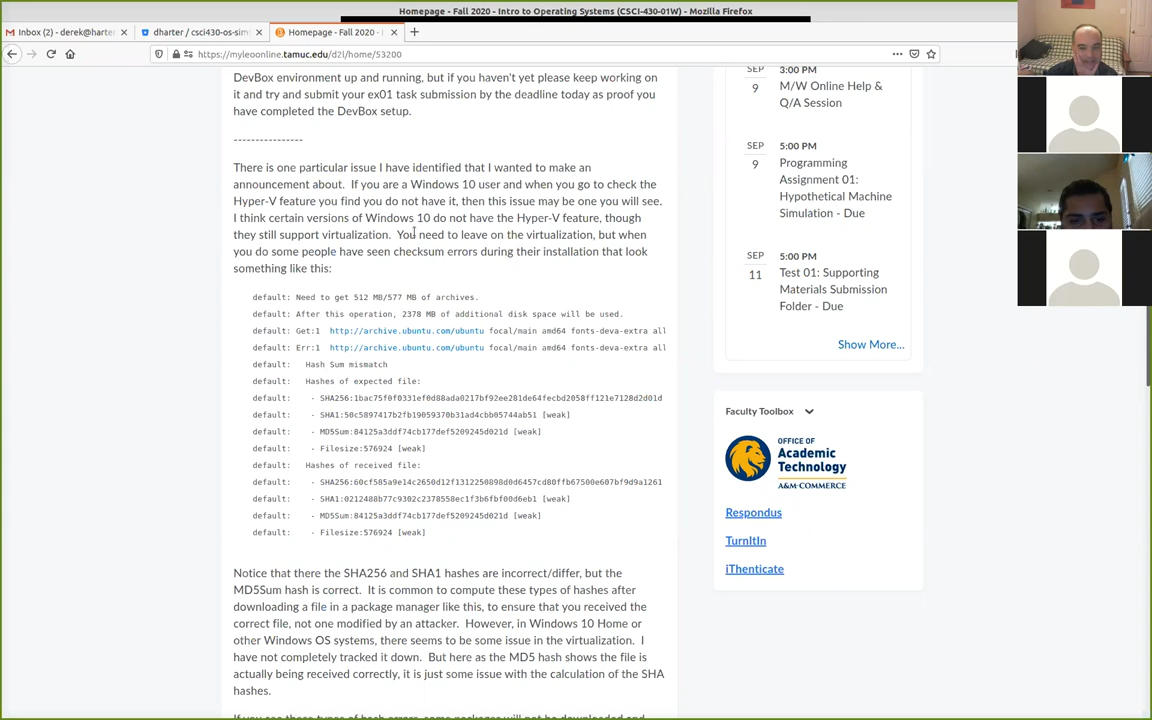 Homepage - Fall 2020 - Intro to Operating Systems (CSCI-430-01W) - Mozilla Firefox
Inbox (2) - derek@harte
dharter / csci430-os-sims
Homepage - Fall 2020 -
https://myleoonline.tamuc.edu/d2l/home/53200
DevBox environment up and running, but if you haven't yet please keep working on
it and try and submit your ex01 task submission by the deadline today as proof you
have completed the DevBox setup.
---------------
There is one particular issue I have identified that I wanted to make an
announcement about. If you are a Windows 10 user and when you go to check the
Hyper-V feature you find you do not have it, then this issue may be one you will see.
I think certain versions of Windows 10 do not have the Hyper-V feature, though
they still support virtualization. You need to leave on the virtualization, but when
you do some people have seen checksum errors during their installation that look
something like this:
default: Need to get 512 MB/577 MB of archives.
default: After this operation, 2378 MB of additional disk space will be used.
default: Get:1 http://archive.ubuntu.com/ubuntu focal/main amd64 fonts-deva-extra all
default: Err:1 http://archive.ubuntu.com/ubuntu focal/main amd64 fonts-deva-extra all
default: Hash Sum mismatch
default: Hashes of expected file:
default: - SHA256:1bac75f0f0331ef0d88ada0217bf92ee281de64fecbd2058ff121e7128d2d01d
default: - SHA1:50c5897417b2fb19059370b31ad4cbb05744ab51 [weak]
default: - MD5Sum:84125a3ddf74cb177def5209245d021d [weak]
default: - Filesize:576924 [weak]
default: Hashes of received file:
default: - SHA256:60cf585a9e14c2650d12f1312250898d0d6457cd80ffb67500e607bf9d9a1261
default: - SHA1:0212488b77c9302c2378558ec1f3b6fbf00d6eb1 [weak]
default: - MD5Sum:84125a3ddf74cb177def5209245d021d [weak]
default: - Filesize:576924 [weak]
Notice that there the SHA256 and SHA1 hashes are incorrect/differ, but the
MD5Sum hash is correct. It is common to compute these types of hashes after
downloading a file in a package manager like this, to ensure that you received the
correct file, not one modified by an attacker. However, in Windows 10 Home or
other Windows OS systems, there seems to be some issue in the virtualization. I
have not completely tracked it down. But here as the MD5 hash shows the file is
actually being received correctly, it is just some issue with the calculation of the SHA
hashes.
If you see these types of hash errors, some packages will not be downloaded and
SEP
9
3:00 PM
M/W Online Help &
Q/A Session
SEP
9
5:00 PM
Programming
Assignment 01:
Hypothetical Machine
Simulation - Due
SEP
11
5:00 PM
Test 01: Supporting
Materials Submission
Folder - Due
Show More...
Faculty Toolbox
OFFICE OF
Academic
Technology
A&M-COMMERCE
Respondus
TurnItIn
iThenticate